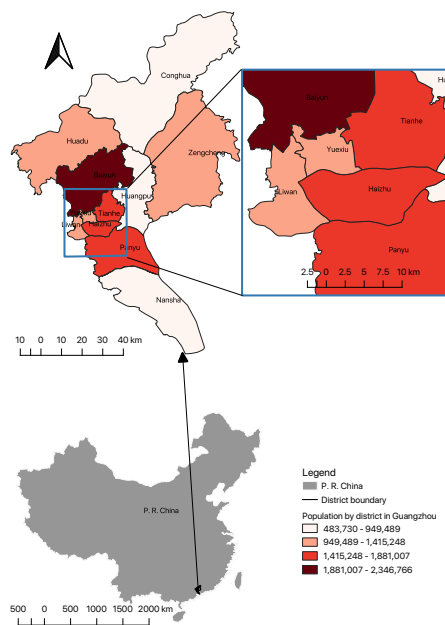 Conghua
Huadu
Zengcheng
Baiyun
Huangpu
Tianhe
Liwan
Haizhu
Panyu
Nansha
10 0 10 20 30 40 km
Baiyun
Tianhe
Yuexiu
Liwan
Haizhu
Panyu
2.5 0 2.5 5 7.5 10 km
P. R. China
500 0 500 1000 1500 2000 km
Legend
P. R. China
District boundary
Population by district in Guangzhou
483,730 - 949,489
949,489 - 1,415,248
1,415,248 - 1,881,007
1,881,007 - 2,346,766